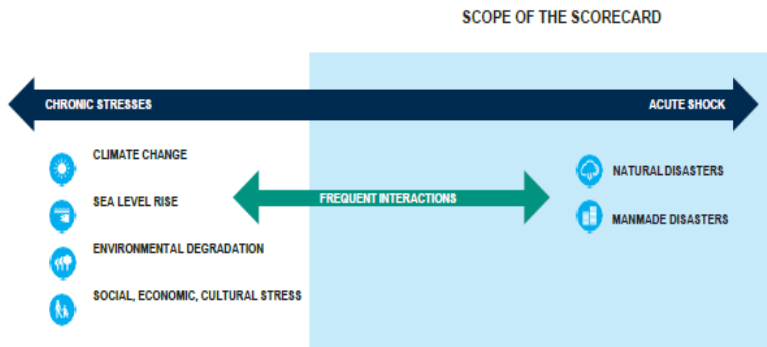 SCOPE OF THE SCORECARD
CHRONIC STRESSES
ACUTE SHOCK
CLIMATE CHANGE
NATURAL DISASTERS
SEA LEVEL RISE
FREQUENT INTERACTIONS
MANMADE DISASTERS
ENVIRONMENTAL DEGRADATION
SOCIAL, ECONOMIC, CULTURAL STRESS